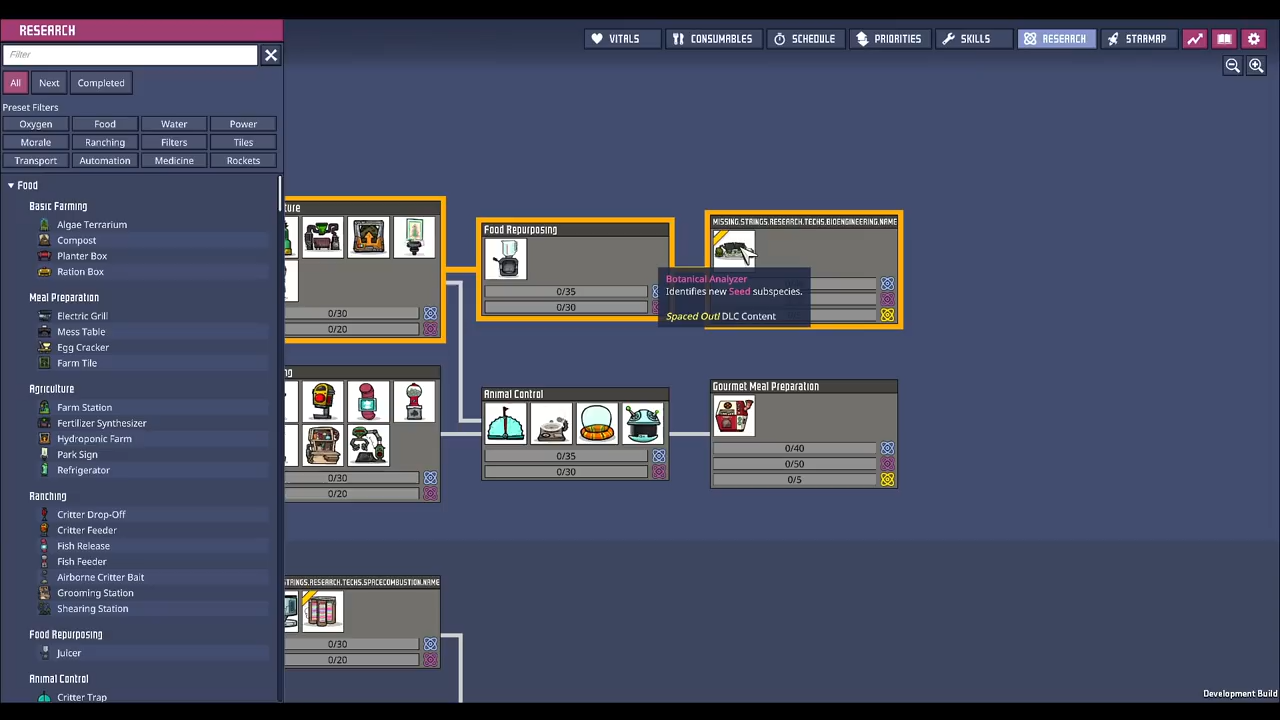 RESEARCH
Filter
All Next Completed
Preset Filters
Oxygen Food Water Power
Morale Ranching Filters Tiles
Transport Automation Medicine Rockets
Food
Basic Farming
Algae Terrarium
Compost
Planter Box
Ration Box
Meal Preparation
Electric Grill
Mess Table
Egg Cracker
Farm Tile
Agriculture
Farm Station
Fertilizer Synthesizer
Hydroponic Farm
Park Sign
Refrigerator
Ranching
Critter Drop-Off
Critter Feeder
Fish Release
Fish Feeder
Airborne Critter Bait
Grooming Station
Shearing Station
Food Repurposing
Juicer
Animal Control
Critter Trap
VITALS CONSUMABLES SCHEDULE PRIORITIES SKILLS RESEARCH STARMAP
ture
0/30
0/20
Food Repurposing
0/35
0/30
MISSING.STRINGS.RESEARCH.TECHS.BIOENGINEERING.NAME
Botanical Analyzer
Identifies new Seed subspecies.
Spaced Out! DLC Content
ng
0/30
0/20
Animal Control
0/35
0/30
Gourmet Meal Preparation
0/40
0/50
0/5
STRINGS.RESEARCH.TECHS.SPACECOMBUSTION.NAME
0/30
0/20
Development Build